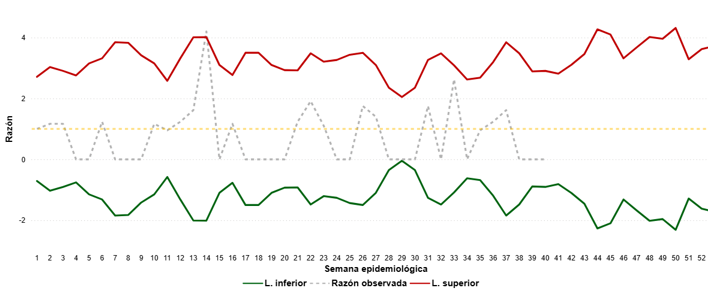 4
2
0
-2
Razón
1 2 3 4 5 6 7 8 9 10 11 12 13 14 15 16 17 18 19 20 21 22 23 24 25 26 27 28 29 30 31 32 33 34 35 36 37 38 39 40 41 42 43 44 45 46 47 48 49 50 51 52
Semana epidemiológica
L. inferior Razón observada L. superior